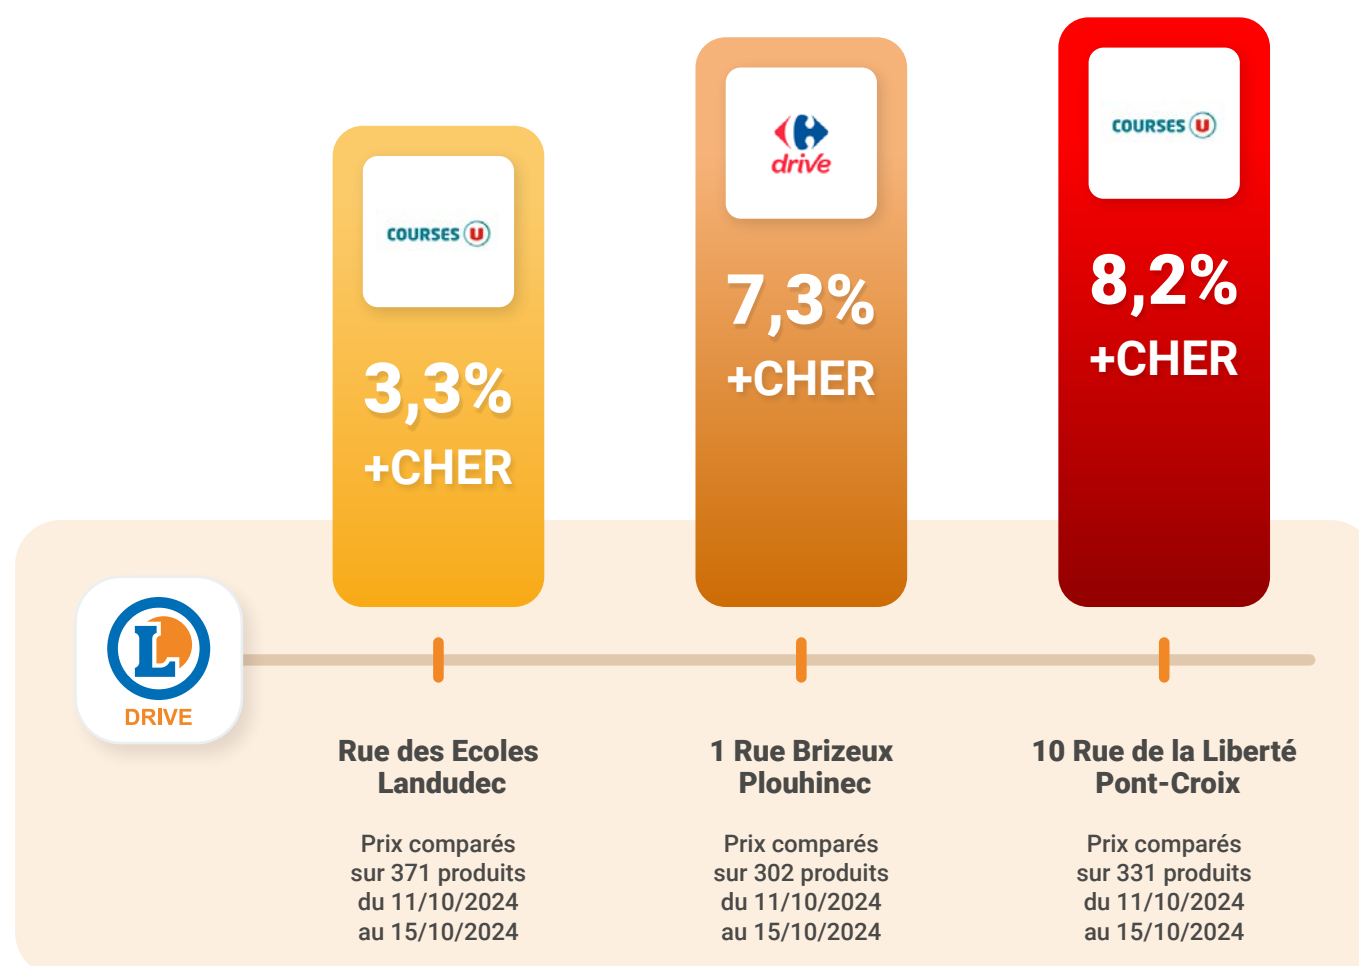 COURSES U
3,3%
+CHER
drive
7,3%
+CHER
COURSES U
8,2%
+CHER
L
DRIVE
Rue des Ecoles
Landudec
Prix comparés
sur 371 produits
du 11/10/2024
au 15/10/2024
1 Rue Brizeux
Plouhinec
Prix comparés
sur 302 produits
du 11/10/2024
au 15/10/2024
10 Rue de la Liberté
Pont-Croix
Prix comparés
sur 331 produits
du 11/10/2024
au 15/10/2024